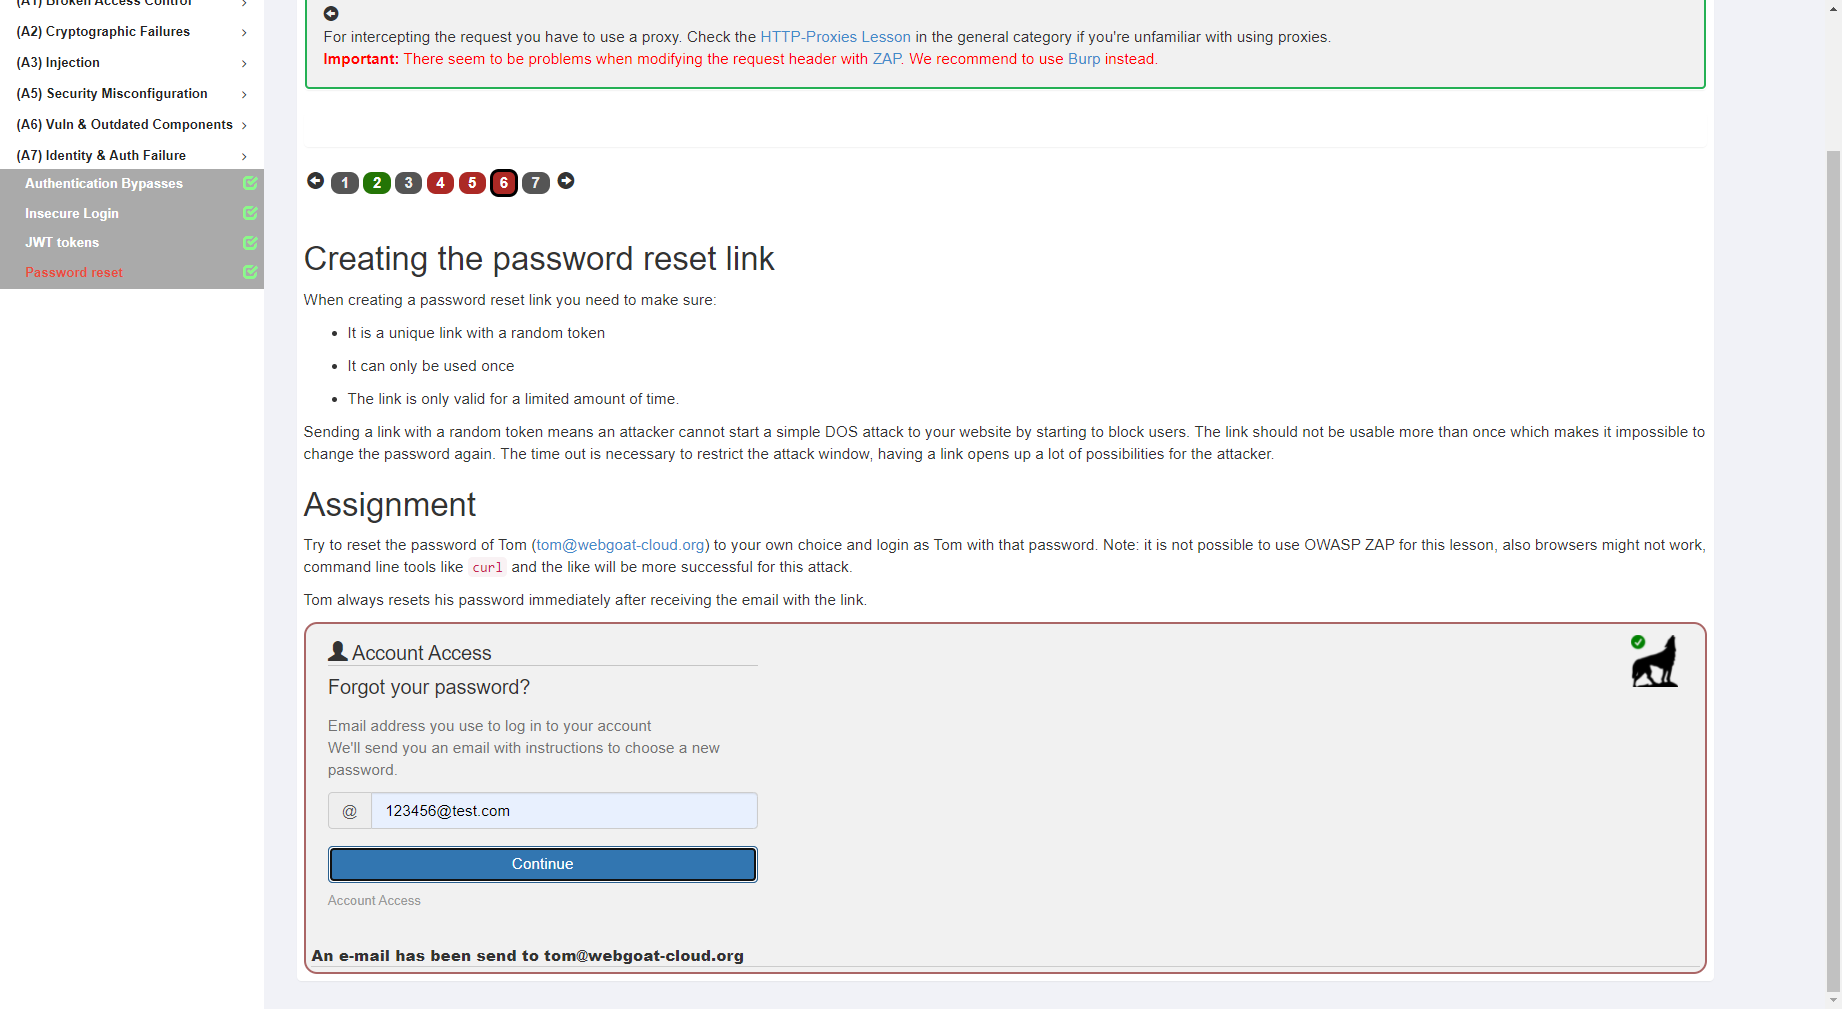 (A1) Broken Access Control
(A2) Cryptographic Failures
(A3) Injection
(A5) Security Misconfiguration
(A6) Vuln & Outdated Components
(A7) Identity & Auth Failure
Authentication Bypasses
Insecure Login
JWT tokens
Password reset
For intercepting the request you have to use a proxy. Check the HTTP-Proxies Lesson in the general category if you're unfamiliar with using proxies.
Important: There seem to be problems when modifying the request header with ZAP. We recommend to use Burp instead.
1 2 3 4 5 6 7
Creating the password reset link
When creating a password reset link you need to make sure:
• It is a unique link with a random token
• It can only be used once
• The link is only valid for a limited amount of time.
Sending a link with a random token means an attacker cannot start a simple DOS attack to your website by starting to block users. The link should not be usable more than once which makes it impossible to
change the password again. The time out is necessary to restrict the attack window, having a link opens up a lot of possibilities for the attacker.
Assignment
Try to reset the password of Tom (tom@webgoat-cloud.org) to your own choice and login as Tom with that password. Note: it is not possible to use OWASP ZAP for this lesson, also browsers might not work,
command line tools like curl and the like will be more successful for this attack.
Tom always resets his password immediately after receiving the email with the link.
Account Access
Forgot your password?
Email address you use to log in to your account
We'll send you an email with instructions to choose a new
password.
@ 123456@test.com
Continue
Account Access
An e-mail has been send to tom@webgoat-cloud.org